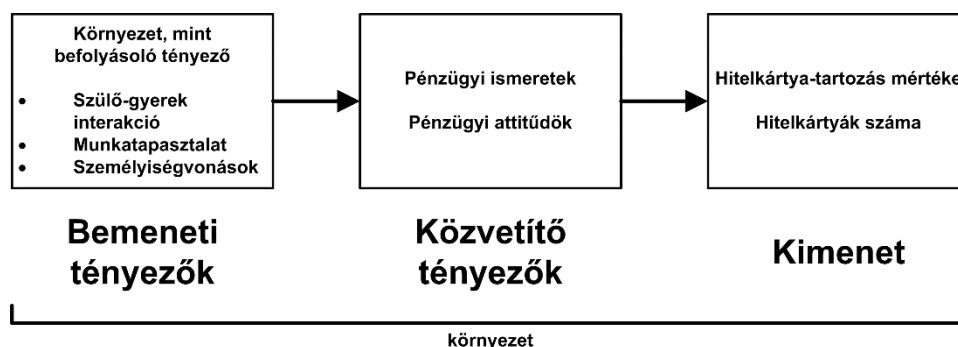 Környezet, mint
befolyásoló tényező
• Szülő-gyerek
interakció
• Munkatapasztalat
• Személyiségvonások
Pénzügyi ismeretek
Pénzügyi attitűdök
Hitelkártya-tartozás mértéke
Hitelkártyák száma
Bemeneti
tényezők
Közvetítő
tényezők
Kimenet
környezet